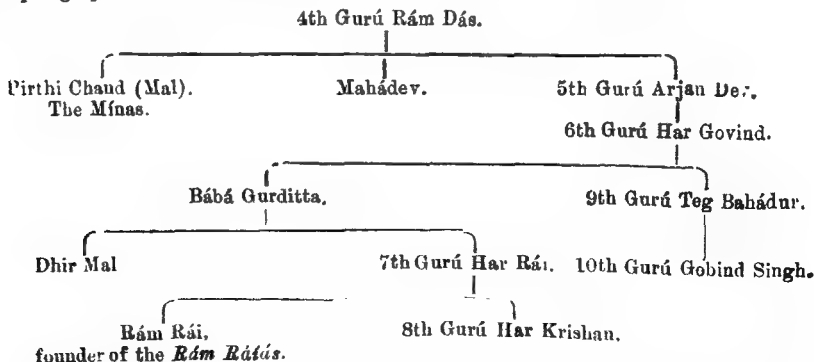 4th Gurú Rám Dás.
Pirthi Chand (Mal). Mahádev. 5th Gurú Arjan Dev.
The Mínas.
6th Gurú Har Govind.
Bábá Gurditta. 9th Gurú Teg Bahádur.
Dhir Mal 7th Gurú Har Rái. 10th Gurú Gobind Singh.
Rám Rái, 8th Gurú Har Krishan.
founder of the Rám Ráiás.